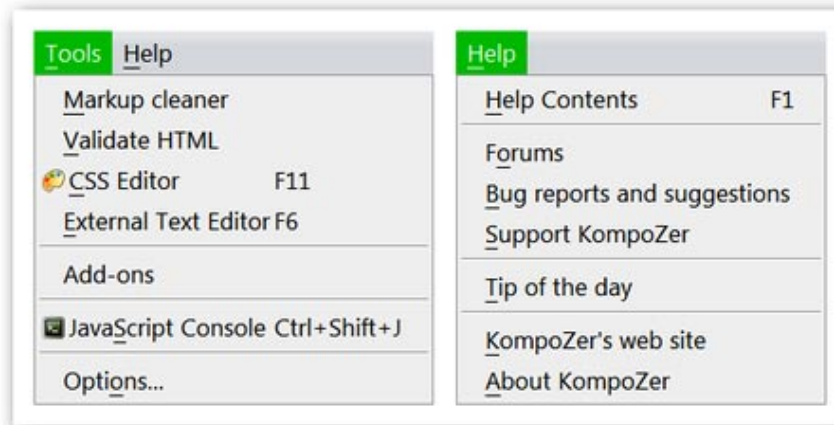 Tools Help
Markup cleaner
Validate HTML
CSS Editor F11
External Text Editor F6
Add-ons
JavaScript Console Ctrl+Shift+J
Options...
Help
Help Contents F1
Forums
Bug reports and suggestions
Support KompoZer
Tip of the day
KompoZer's web site
About KompoZer